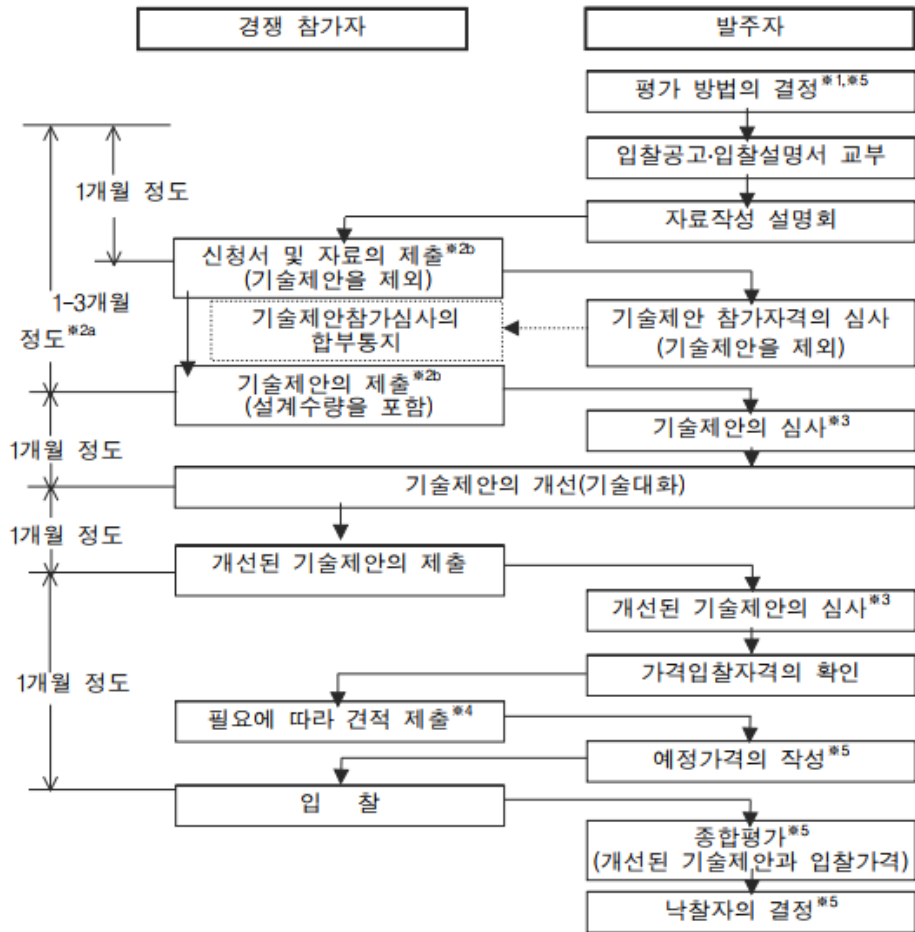 경쟁 참가자
발주자
평가 방법의 결정※1,※5
입찰공고·입찰설명서 교부
1개월 정도
자료작성 설명회
신청서 및 자료의 제출※2b
(기술제안을 제외)
1-3개월
정도※2a
기술제안참가심사의
합부통지
기술제안 참가자격의 심사
(기술제안을 제외)
기술제안의 제출※2b
(설계수량을 포함)
기술제안의 심사※3
1개월 정도
기술제안의 개선(기술대화)
1개월 정도
개선된 기술제안의 제출
개선된 기술제안의 심사※3
가격입찰자격의 확인
1개월 정도
필요에 따라 견적 제출※4
예정가격의 작성※5
입 찰
종합평가※5
(개선된 기술제안과 입찰가격)
낙찰자의 결정※5